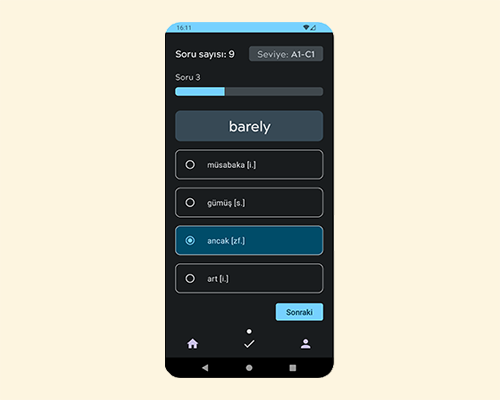 16:11
Soru sayısı: 9
Seviye: A1-C1
Soru 3
barely
müsabaka [i.]
gümüş [s.]
ancak [zf.]
art [i.]
Sonraki